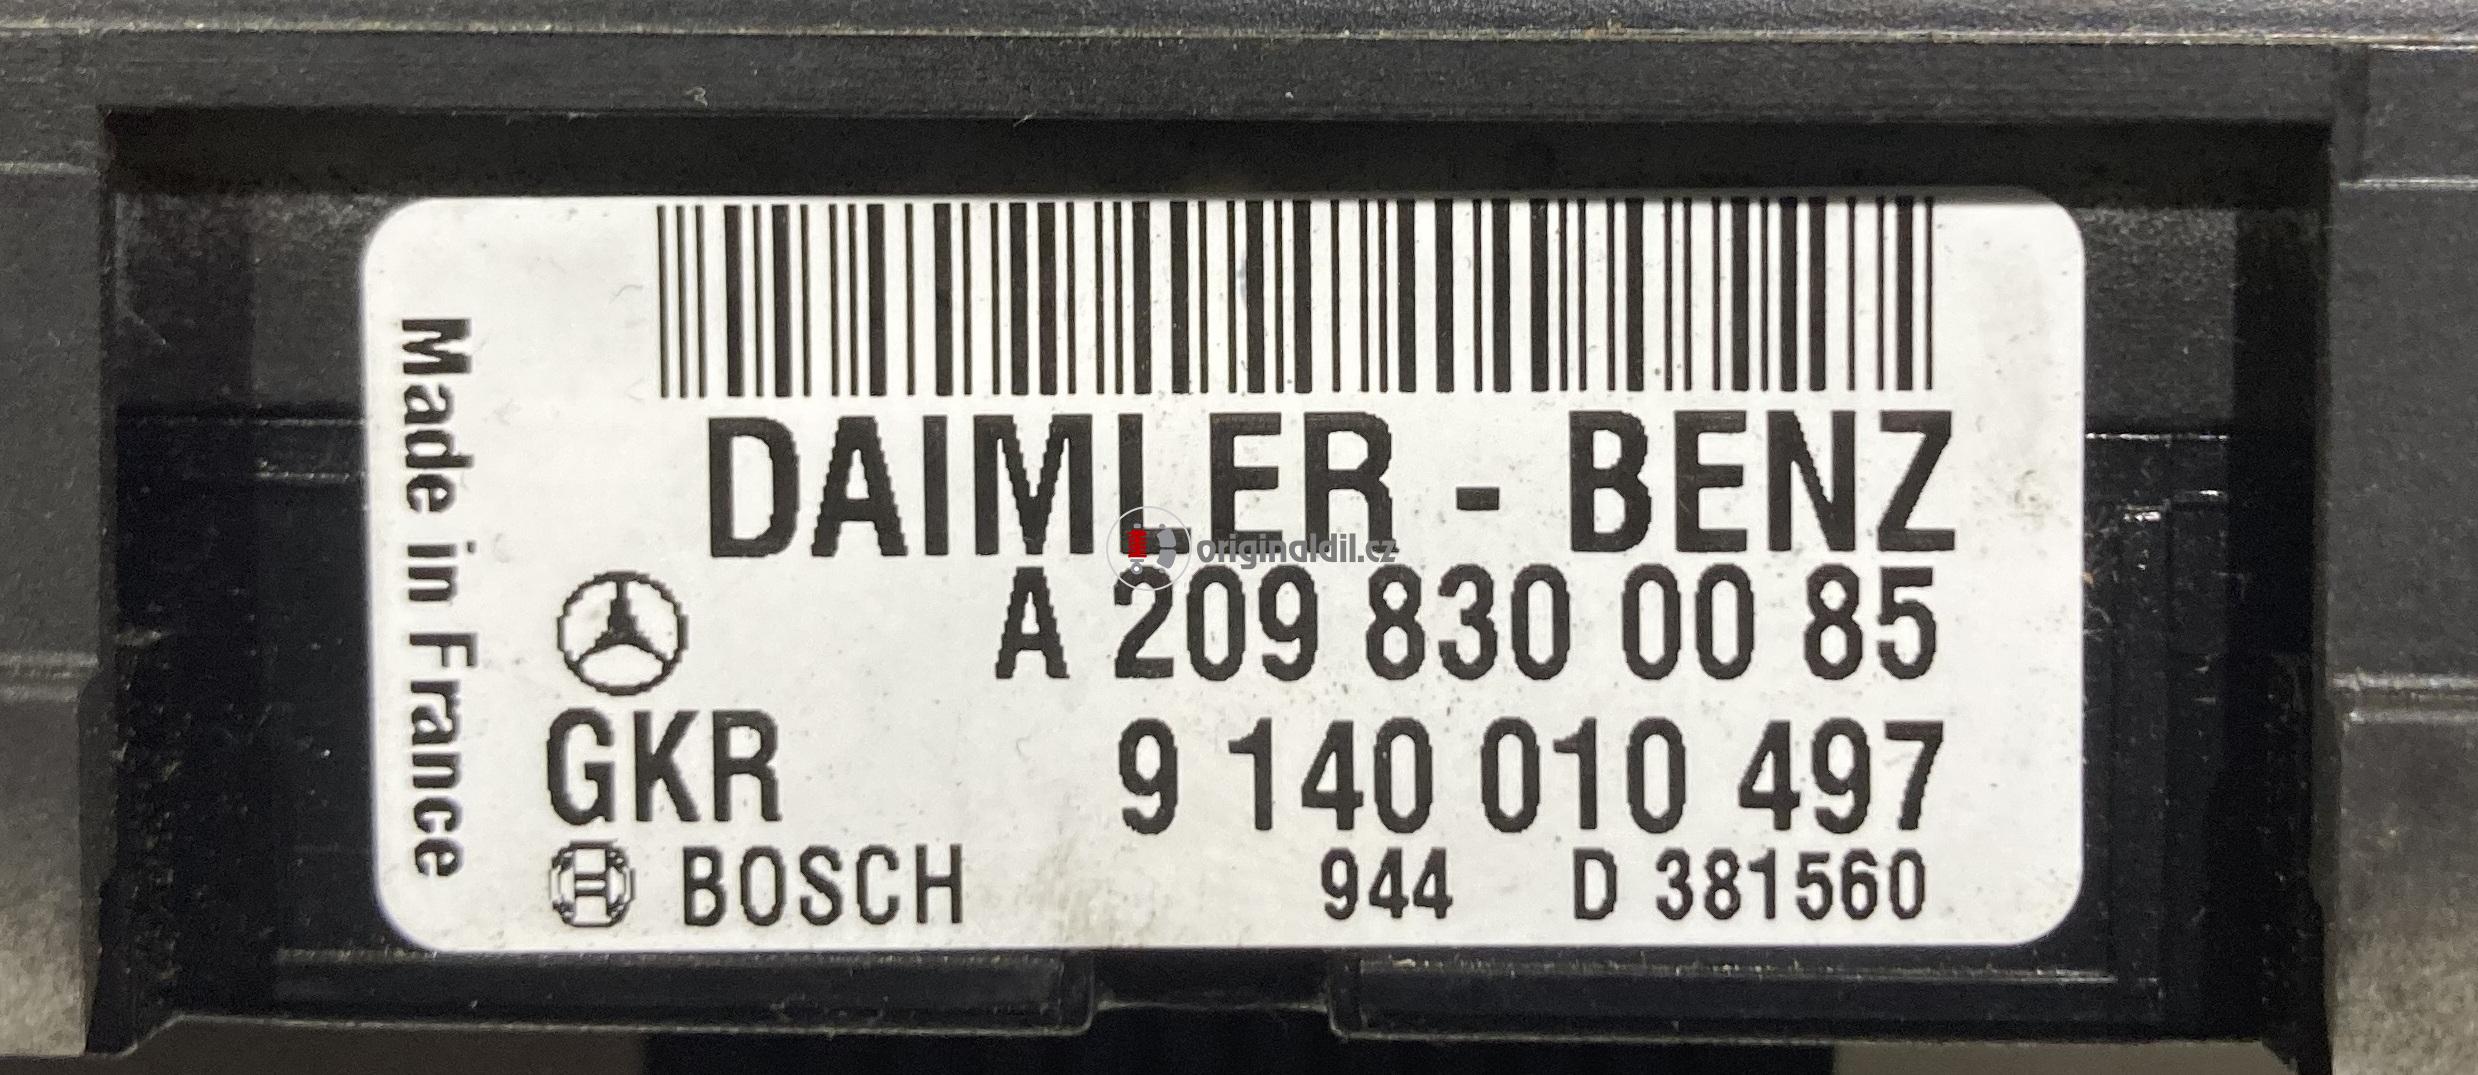 Made in France
DAIMLER - BENZ
originaldil.cz
A 209 830 00 85
GKR 9 140 010 497
BOSCH 944 D 381560